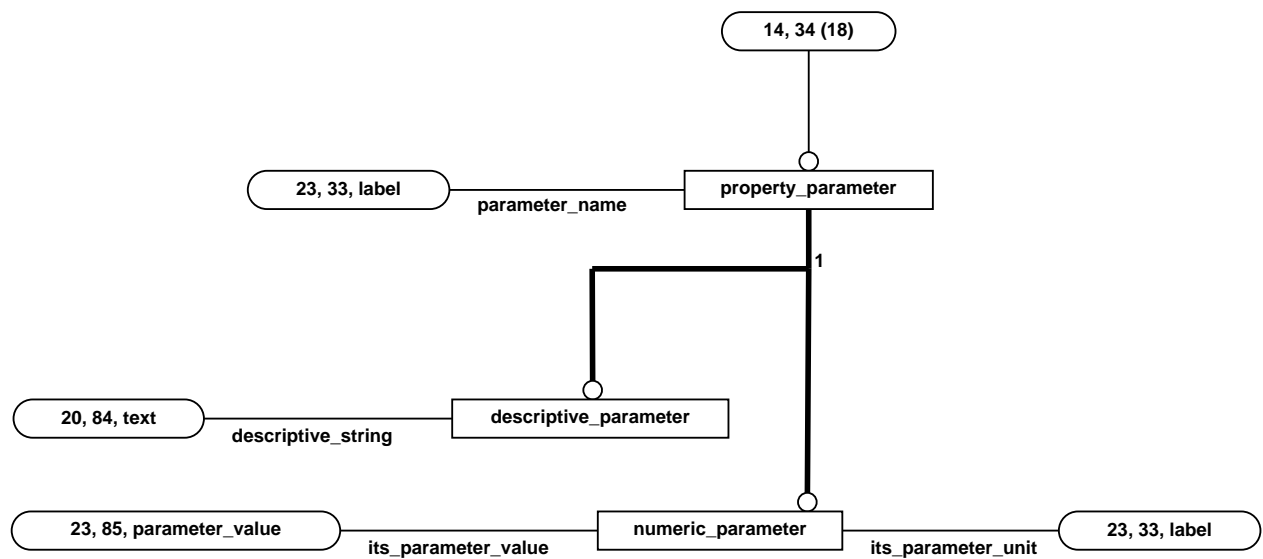 14, 34 (18)
23, 33, label
property_parameter
parameter_name
1
20, 84, text
descriptive_parameter
descriptive_string
23, 85, parameter_value
numeric_parameter
23, 33, label
its_parameter_value
its_parameter_unit